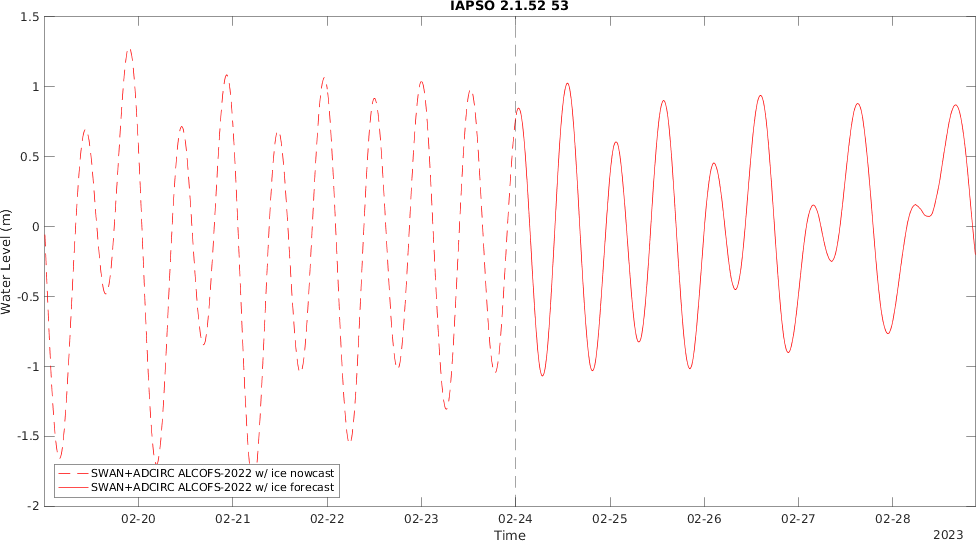 IAPSO 2.1.52 53
1.5
1
0.5
0
-0.5
-1
-1.5
-2
Water Level (m)
SWAN+ADCIRC ALCOFS-2022 w/ ice nowcast
SWAN+ADCIRC ALCOFS-2022 w/ ice forecast
02-20 02-21 02-22 02-23 02-24 02-25 02-26 02-27 02-28
Time
2023